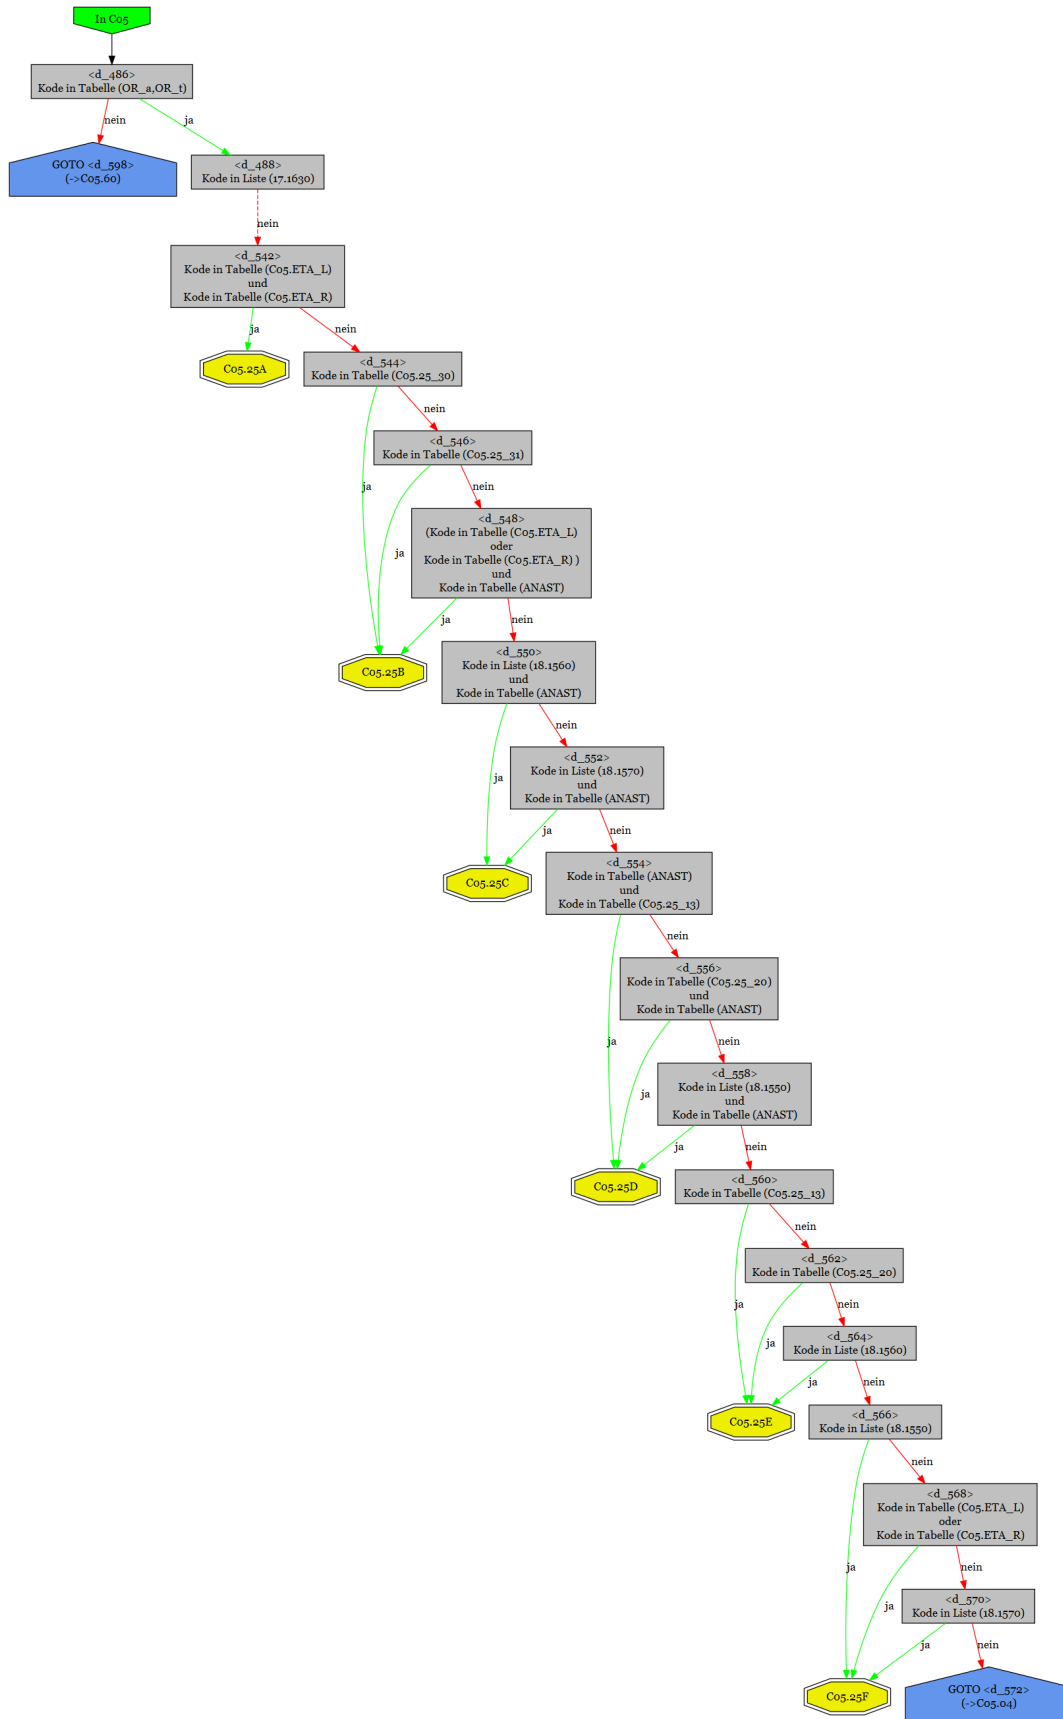 In C05
<d_486>
Kode in Tabelle (OR_a,OR_t)
nein
ja
GOTO <d_598>
(->C05.60)
<d_488>
Kode in Liste (17.1630)
nein
<d_542>
Kode in Tabelle (C05.ETA_L)
und
Kode in Tabelle (C05.ETA_R)
ja
nein
C05.25A
<d_544>
Kode in Tabelle (C05.25_30)
nein
<d_546>
Kode in Tabelle (C05.25_31)
ja
nein
<d_548>
(Kode in Tabelle (C05.ETA_L)
oder
Kode in Tabelle (C05.ETA_R) )
und
Kode in Tabelle (ANAST)
ja
ja
nein
C05.25B
<d_550>
Kode in Liste (18.1560)
und
Kode in Tabelle (ANAST)
nein
<d_552>
Kode in Liste (18.1570)
und
Kode in Tabelle (ANAST)
ja
ja
nein
C05.25C
<d_554>
Kode in Tabelle (ANAST)
und
Kode in Tabelle (C05.25_13)
nein
<d_556>
Kode in Tabelle (C05.25_20)
und
Kode in Tabelle (ANAST)
ja
nein
<d_558>
Kode in Liste (18.1550)
und
Kode in Tabelle (ANAST)
ja
ja
nein
C05.25D
<d_560>
Kode in Tabelle (C05.25_13)
nein
<d_562>
Kode in Tabelle (C05.25_20)
ja
nein
<d_564>
Kode in Liste (18.1560)
ja
ja
nein
C05.25E
<d_566>
Kode in Liste (18.1550)
nein
<d_568>
Kode in Tabelle (C05.ETA_L)
oder
Kode in Tabelle (C05.ETA_R)
ja
nein
<d_570>
Kode in Liste (18.1570)
ja
ja
nein
C05.25F
GOTO <d_572>
(->C05.04)